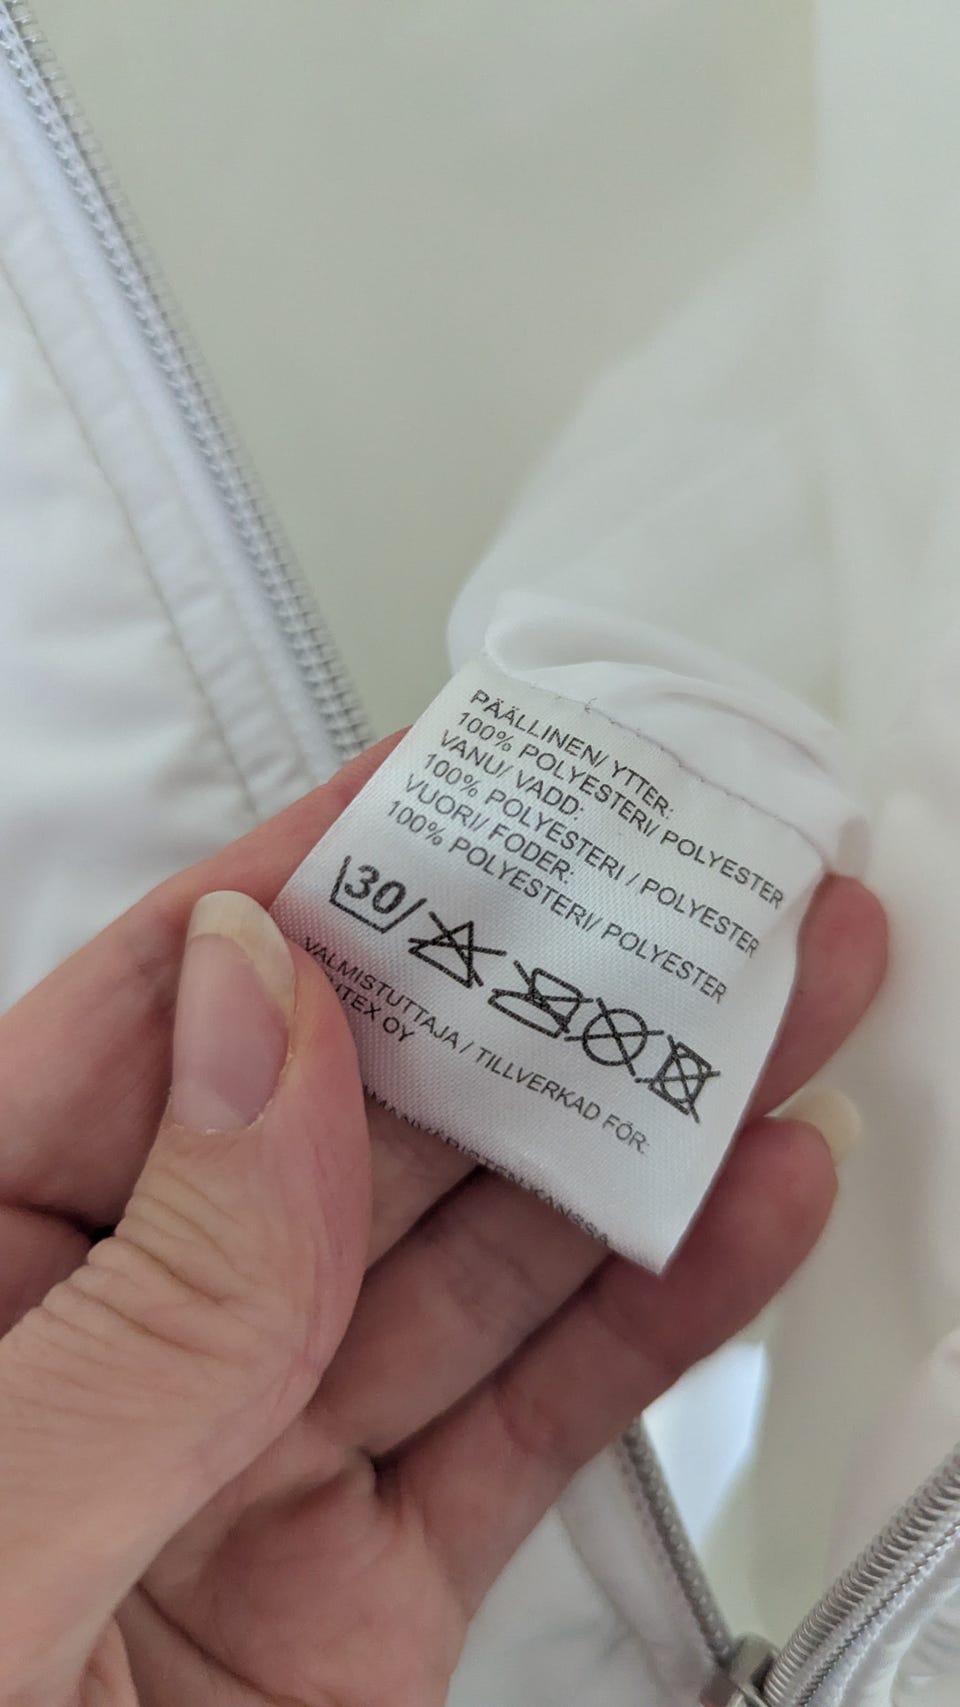 PÄÄLLINEN/ YTTER:
100% POLYESTERI/ POLYESTER
VANU/ VADD:
100% POLYESTERI / POLYESTER
VUORI/ FODER:
100% POLYESTERI/ POLYESTER
30
VALMISTUTTAJA / TILLVERKAD FÖR:
OY